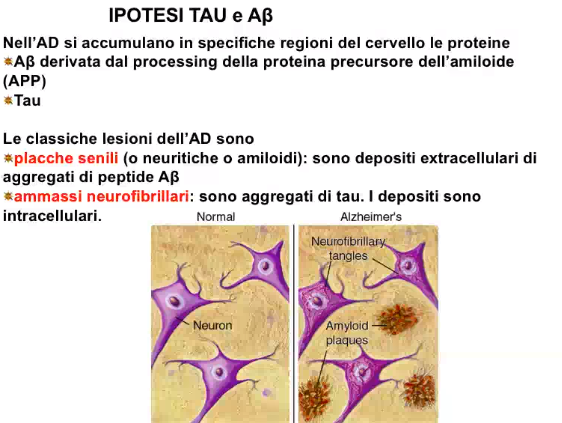 IPOTESI TAU e Aβ
Nell'AD si accumulano in specifiche regioni del cervello le proteine
Aβ derivata dal processing della proteina precursore dell'amiloide
(APP)
Tau
Le classiche lesioni dell'AD sono
placche senili (o neuritiche o amiloidi): sono depositi extracellulari di
aggregati di peptide Aβ
ammassi neurofibrillari: sono aggregati di tau. I depositi sono
intracellulari.
Normal
Alzheimer's
Neurofibrillary
tangles
Neuron
Amyloid
plaques